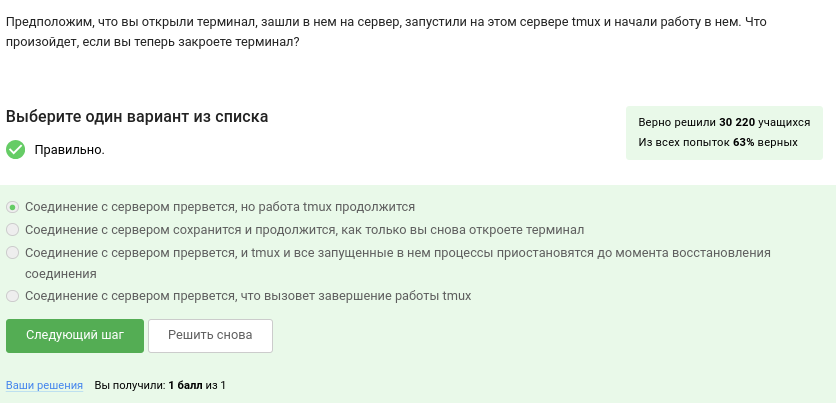 Предположим, что вы открыли терминал, зашли в нем на сервер, запустили на этом сервере tmux и начали работу в нем. Что
произойдет, если вы теперь закроете терминал?
Выберите один вариант из списка
Правильно.
Верно решили 30 220 учащихся
Из всех попыток 63% верных
Соединение с сервером прервется, но работа tmux продолжится
Соединение с сервером сохранится и продолжится, как только вы снова откроете терминал
Соединение с сервером прервется, и tmux и все запущенные в нем процессы приостановятся до момента восстановления
соединения
Соединение с сервером прервется, что вызовет завершение работы tmux
Следующий шаг
Решить снова
Ваши решения Вы получили: 1 балл из 1